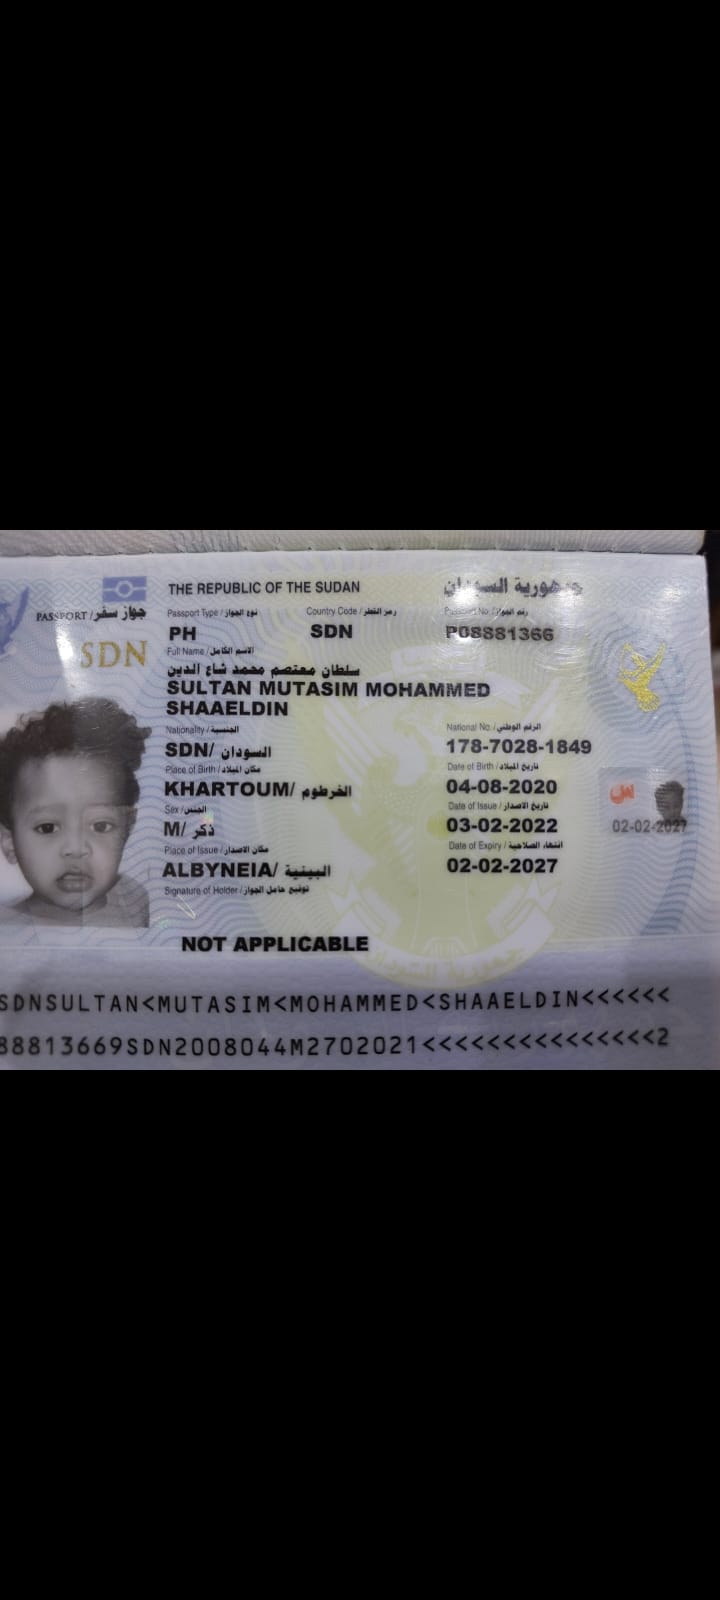 THE REPUBLIC OF THE SUDAN جمهورية السودان
PASSPORT / جواز سفر
Passport Type / نوع الجواز Country Code / رمز القطر Passport No. / رقم الجواز
PH SDN P08881366
SDN
Full Name / الاسم الكامل
سلطان معتصم محمد شاع الدين
SULTAN MUTASIM MOHAMMED
SHAAELDIN
Nationality / الجنسية National No. / الرقم الوطني
SDN/ السودان 178-7028-1849
Place of Birth / مكان الميلاد Date of Birth / تاريخ الميلاد
KHARTOUM/ الخرطوم 04-08-2020
Sex / الجنس Date of Issue / تاريخ الاصدار
M/ ذكر 03-02-2022
س
02-02-2027
Place of Issue / مكان الاصدار Date of Expiry / انتهاء الصلاحية
ALBYNEIA/ البينية 02-02-2027
Signature of Holder / توقيع حامل الجواز
NOT APPLICABLE
جمهورية السودان
SDNSULTAN<MUTASIM<MOHAMMED<SHAAELDIN<<<<<<
88813669SDN2008044M2702021<<<<<<<<<<<<<<<2